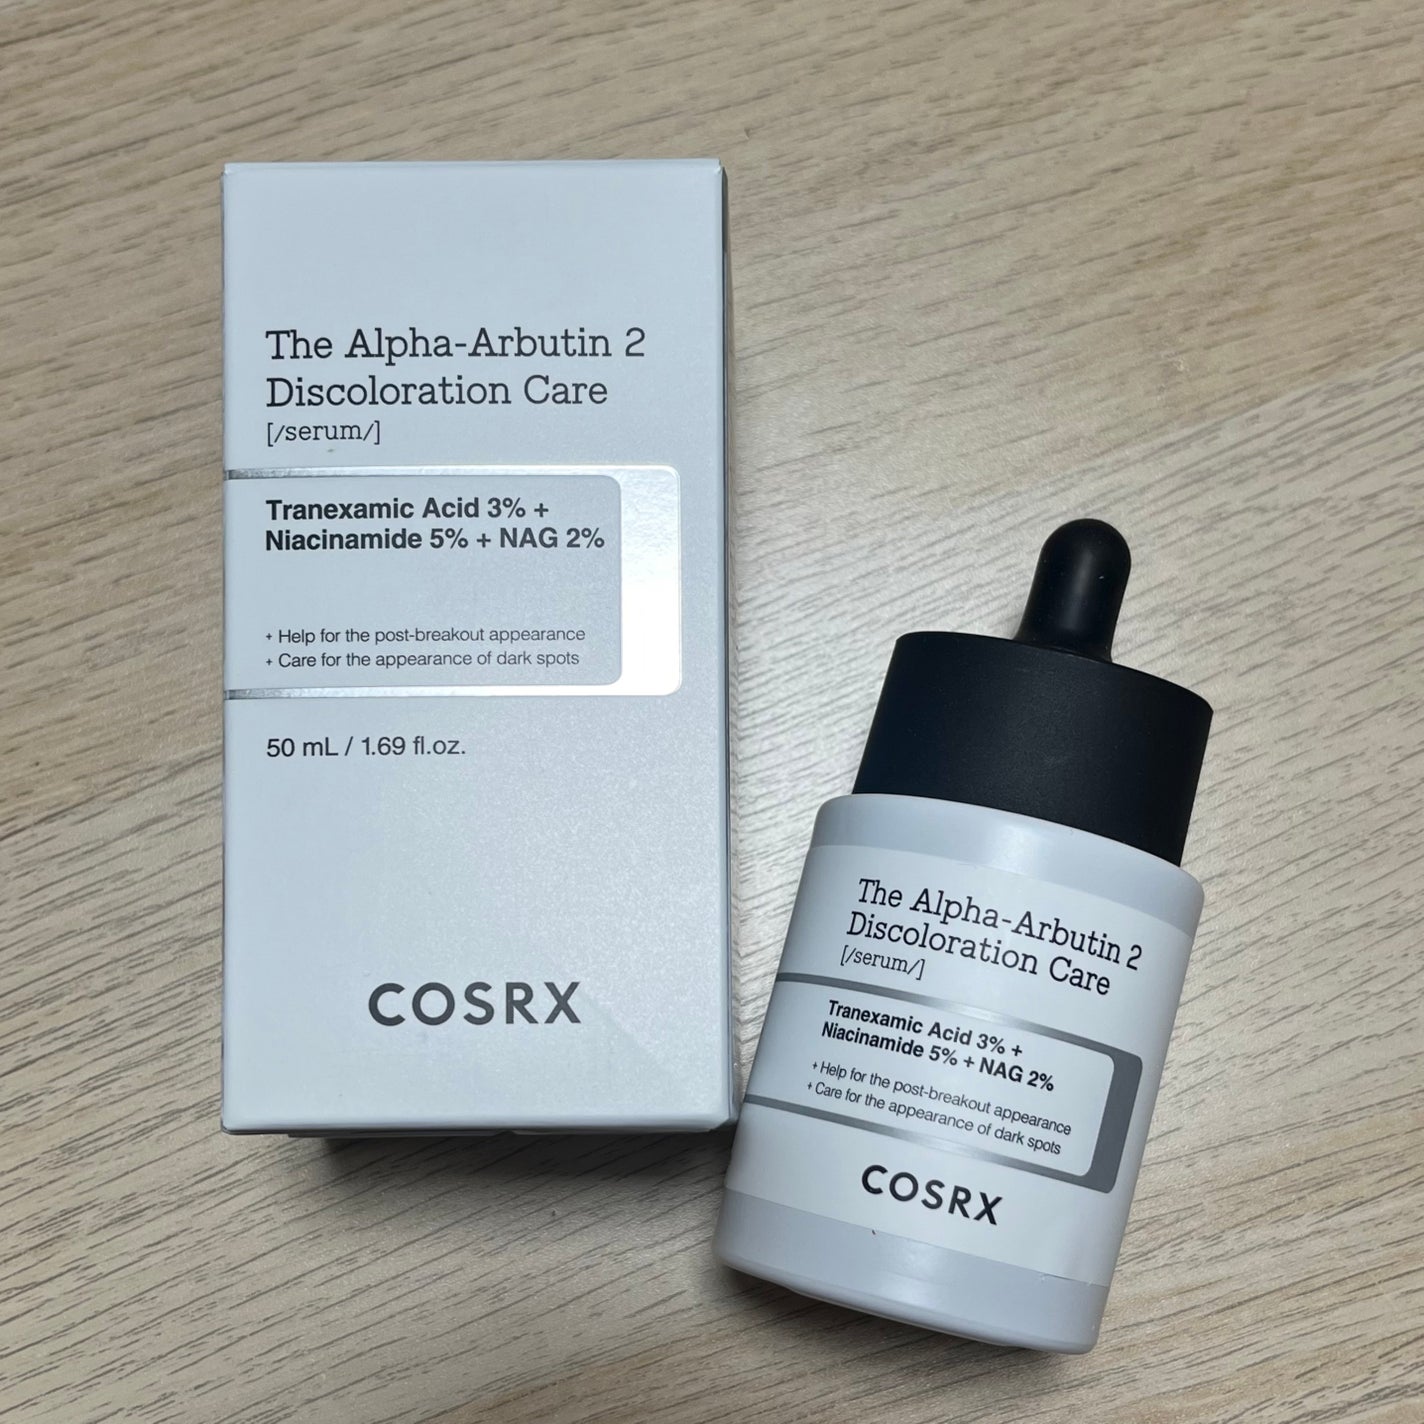 The Alpha-Arbutin 2
Discoloration Care
[/serum/]
Tranexamic Acid 3% +
Niacinamide 5% + NAG 2%
+ Help for the post-breakout appearance
+ Care for the appearance of dark spots
50 mL / 1.69 fl.oz.
COSRX
The Alpha-Arbutin 2
Discoloration Care
[/serum/]
Tranexamic Acid 3% +
Niacinamide 5% + NAG 2%
+ Help for the post-breakout appearance
+ Care for the appearance of dark spots
COSRX